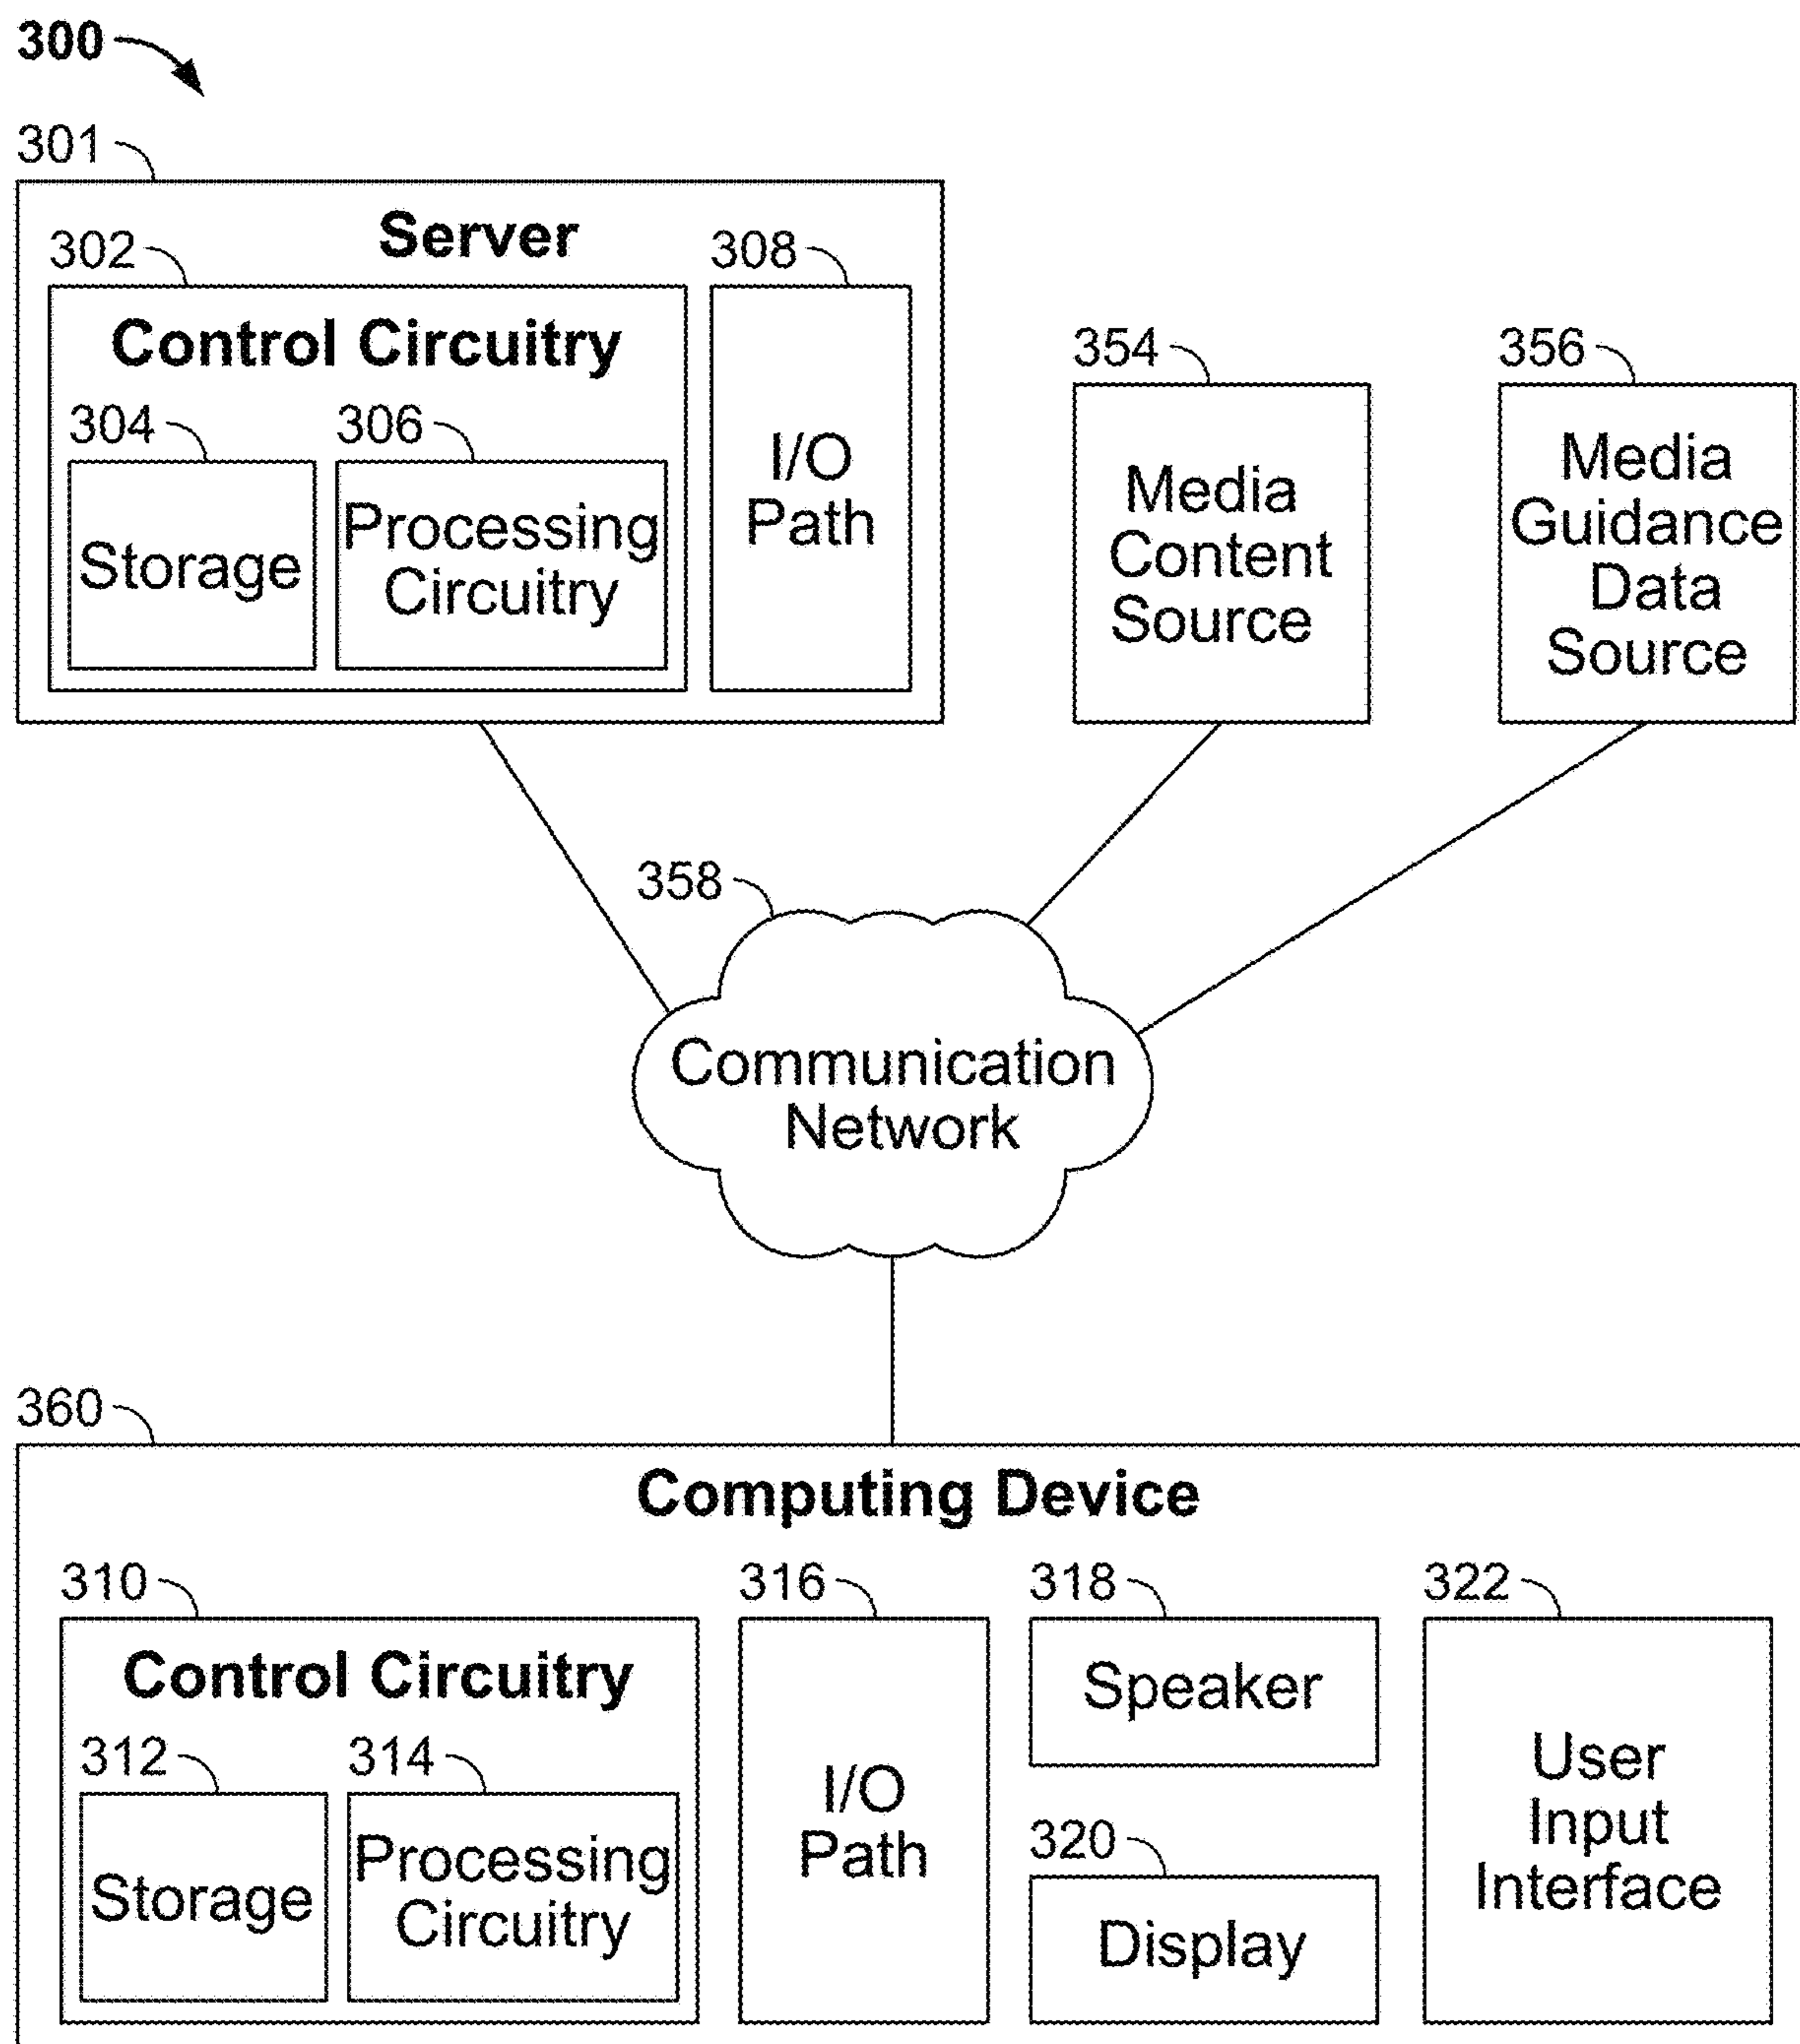 300
301
Server
302
308
Control Circuitry
304
306
Storage
Processing
Circuitry
I/O
Path
354
Media
Content
Source
356
Media
Guidance
Data
Source
358
Communication
Network
360
Computing Device
310
Control Circuitry
312
314
Storage
Processing
Circuitry
316
I/O
Path
318
Speaker
320
Display
322
User
Input
Interface